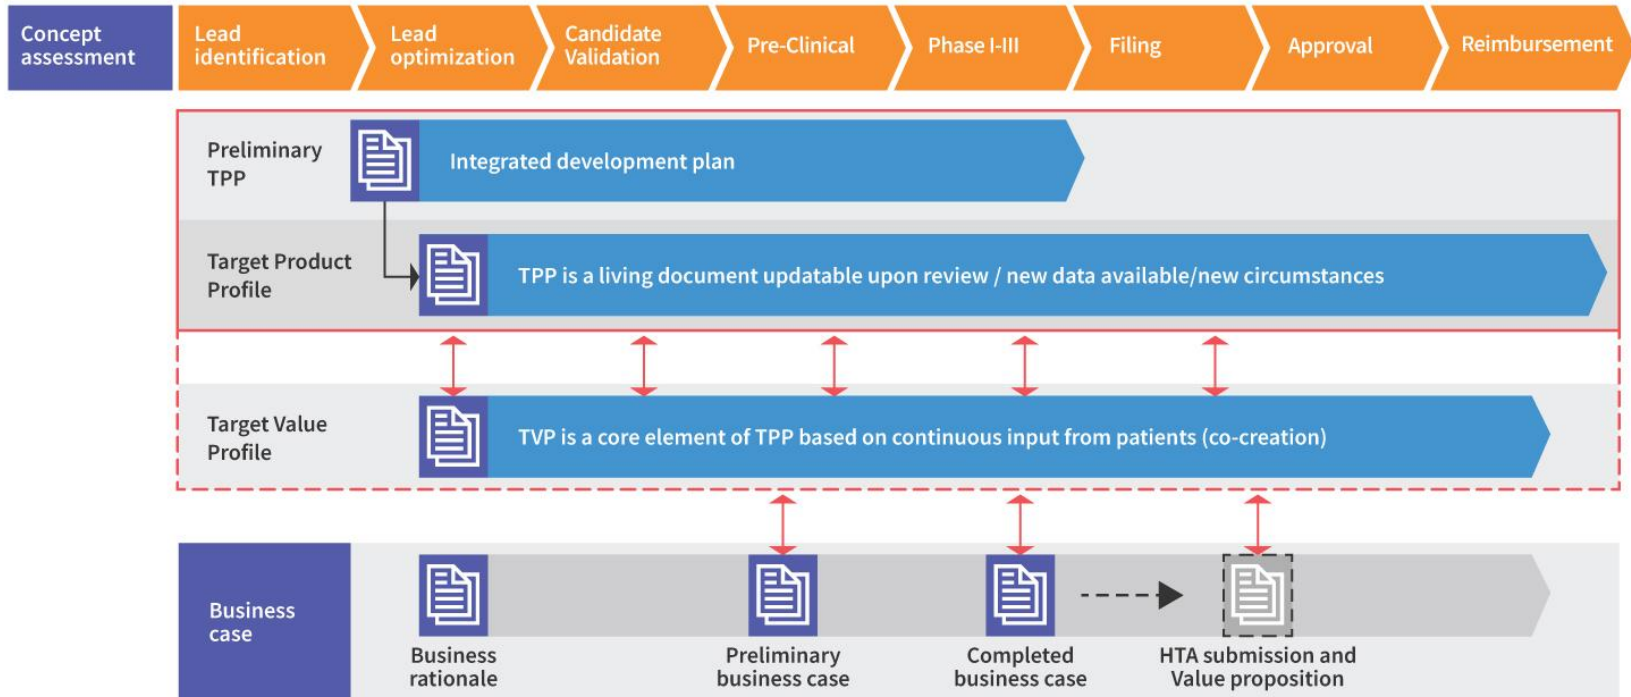 Concept
assessment
Lead
identification
Lead
optimization
Candidate
Validation
Pre-Clinical
Phase I-III
Filing
Approval
Reimbursement
Preliminary
TPP
Integrated development plan
Target Product
Profile
TPP is a living document updatable upon review / new data available/new circumstances
Target Value
Profile
TVP is a core element of TPP based on continuous input from patients (co-creation)
Business
case
Business
rationale
Preliminary
business case
Completed
business case
HTA submission and
Value proposition